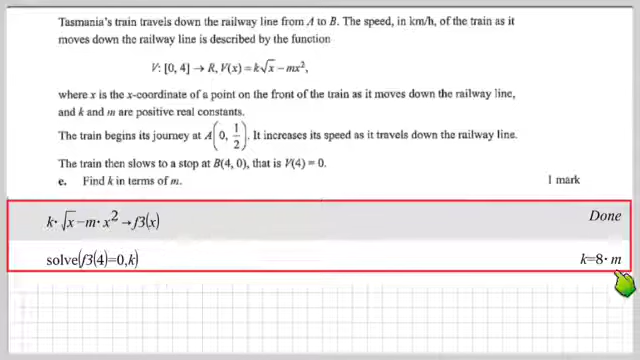 Tasmania's train travels down the railway line from A to B. The speed, in km/h, of the train as it
moves down the railway line is described by the function
V: [0, 4] → R, V(x) = k√x − mx²,
where x is the x-coordinate of a point on the front of the train as it moves down the railway line,
and k and m are positive real constants.
The train begins its journey at A(0, 1/2). It increases its speed as it travels down the railway line.
The train then slows to a stop at B(4, 0), that is V(4) = 0.
e. Find k in terms of m. 1 mark
k·√x−m·x²→f3(x) Done
solve(f3(4)=0,k) k=8·m